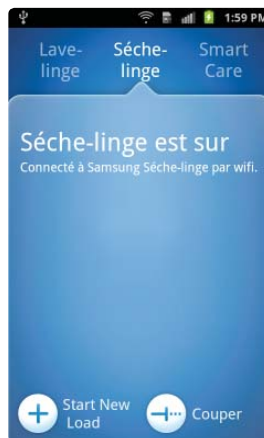 1:59 PM
Lave-
linge
Séche-
linge
Smart
Care
Séche-linge est sur
Connecté à Samsung Séche-linge par wifi.
Start New
Load
Couper